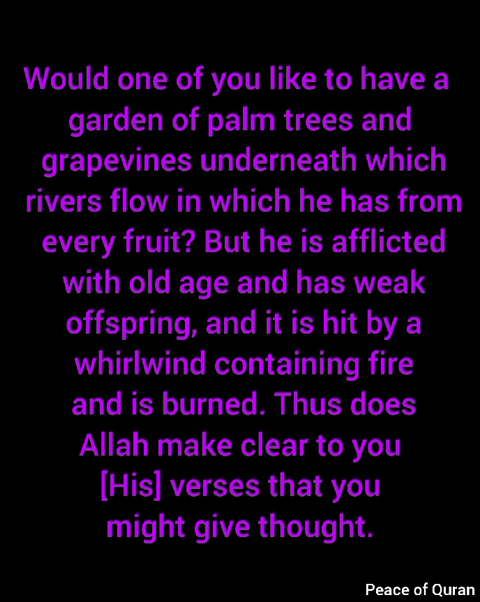 Would one of you like to have a
garden of palm trees and
grapevines underneath which
rivers flow in which he has from
every fruit? But he is afflicted
with old age and has weak
offspring, and it is hit by a
whirlwind containing fire
and is burned. Thus does
Allah make clear to you
[His] verses that you
might give thought.
Peace of Quran